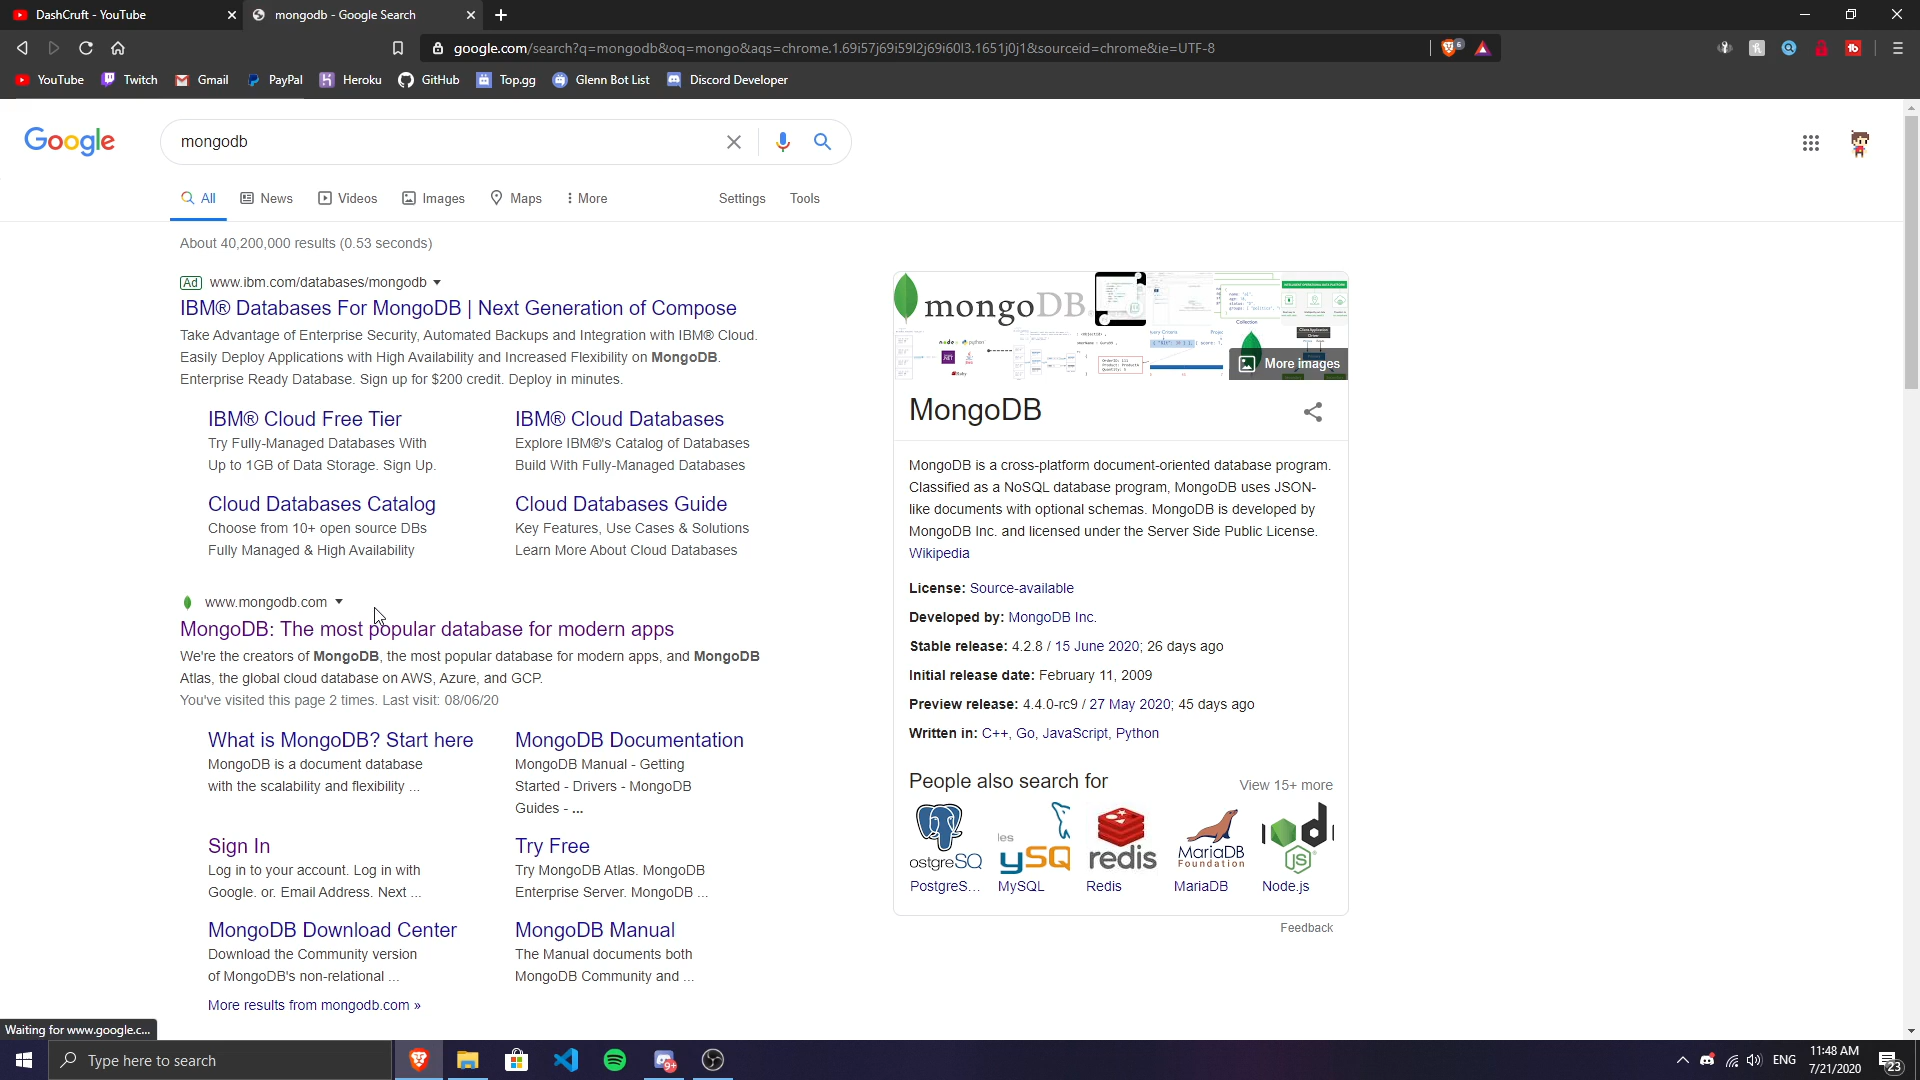 DashCruft - YouTube
mongodb - Google Search
google.com/search?q=mongodb&oq=mongo&aqs=chrome.1.69i57j69i59l2j69i60l3.1651j0j1&sourceid=chrome&ie=UTF-8
6
YouTube
Twitch
Gmail
PayPal
Heroku
GitHub
Top.gg
Glenn Bot List
Discord Developer
Google
mongodb
All
News
Videos
Images
Maps
More
Settings
Tools
About 40,200,000 results (0.53 seconds)
Ad www.ibm.com/databases/mongodb
IBM® Databases For MongoDB | Next Generation of Compose
Take Advantage of Enterprise Security, Automated Backups and Integration with IBM® Cloud.
Easily Deploy Applications with High Availability and Increased Flexibility on MongoDB.
Enterprise Ready Database. Sign up for $200 credit. Deploy in minutes.
IBM® Cloud Free Tier
Try Fully-Managed Databases With
Up to 1GB of Data Storage. Sign Up.
IBM® Cloud Databases
Explore IBM®'s Catalog of Databases
Build With Fully-Managed Databases
Cloud Databases Catalog
Choose from 10+ open source DBs
Fully Managed & High Availability
Cloud Databases Guide
Key Features, Use Cases & Solutions
Learn More About Cloud Databases
www.mongodb.com
MongoDB: The most popular database for modern apps
We're the creators of MongoDB, the most popular database for modern apps, and MongoDB
Atlas, the global cloud database on AWS, Azure, and GCP.
You've visited this page 2 times. Last visit: 08/06/20
What is MongoDB? Start here
MongoDB is a document database
with the scalability and flexibility ...
MongoDB Documentation
MongoDB Manual - Getting
Started - Drivers - MongoDB
Guides - ...
Sign In
Log in to your account. Log in with
Google. or. Email Address. Next ...
Try Free
Try MongoDB Atlas. MongoDB
Enterprise Server. MongoDB ...
MongoDB Download Center
Download the Community version
of MongoDB's non-relational ...
MongoDB Manual
The Manual documents both
MongoDB Community and ...
More results from mongodb.com »
mongoDB.
More images
MongoDB
MongoDB is a cross-platform document-oriented database program.
Classified as a NoSQL database program, MongoDB uses JSON-
like documents with optional schemas. MongoDB is developed by
MongoDB Inc. and licensed under the Server Side Public License.
Wikipedia
License: Source-available
Developed by: MongoDB Inc.
Stable release: 4.2.8 / 15 June 2020; 26 days ago
Initial release date: February 11, 2009
Preview release: 4.4.0-rc9 / 27 May 2020; 45 days ago
Written in: C++, Go, JavaScript, Python
People also search for
View 15+ more
ostgreSQ
ySQ
redis
MariaDB
Foundation
JS
PostgreS...
MySQL
Redis
MariaDB
Node.js
Feedback
Waiting for www.google.c...
Type here to search
9+
ENG
11:48 AM
7/21/2020
23